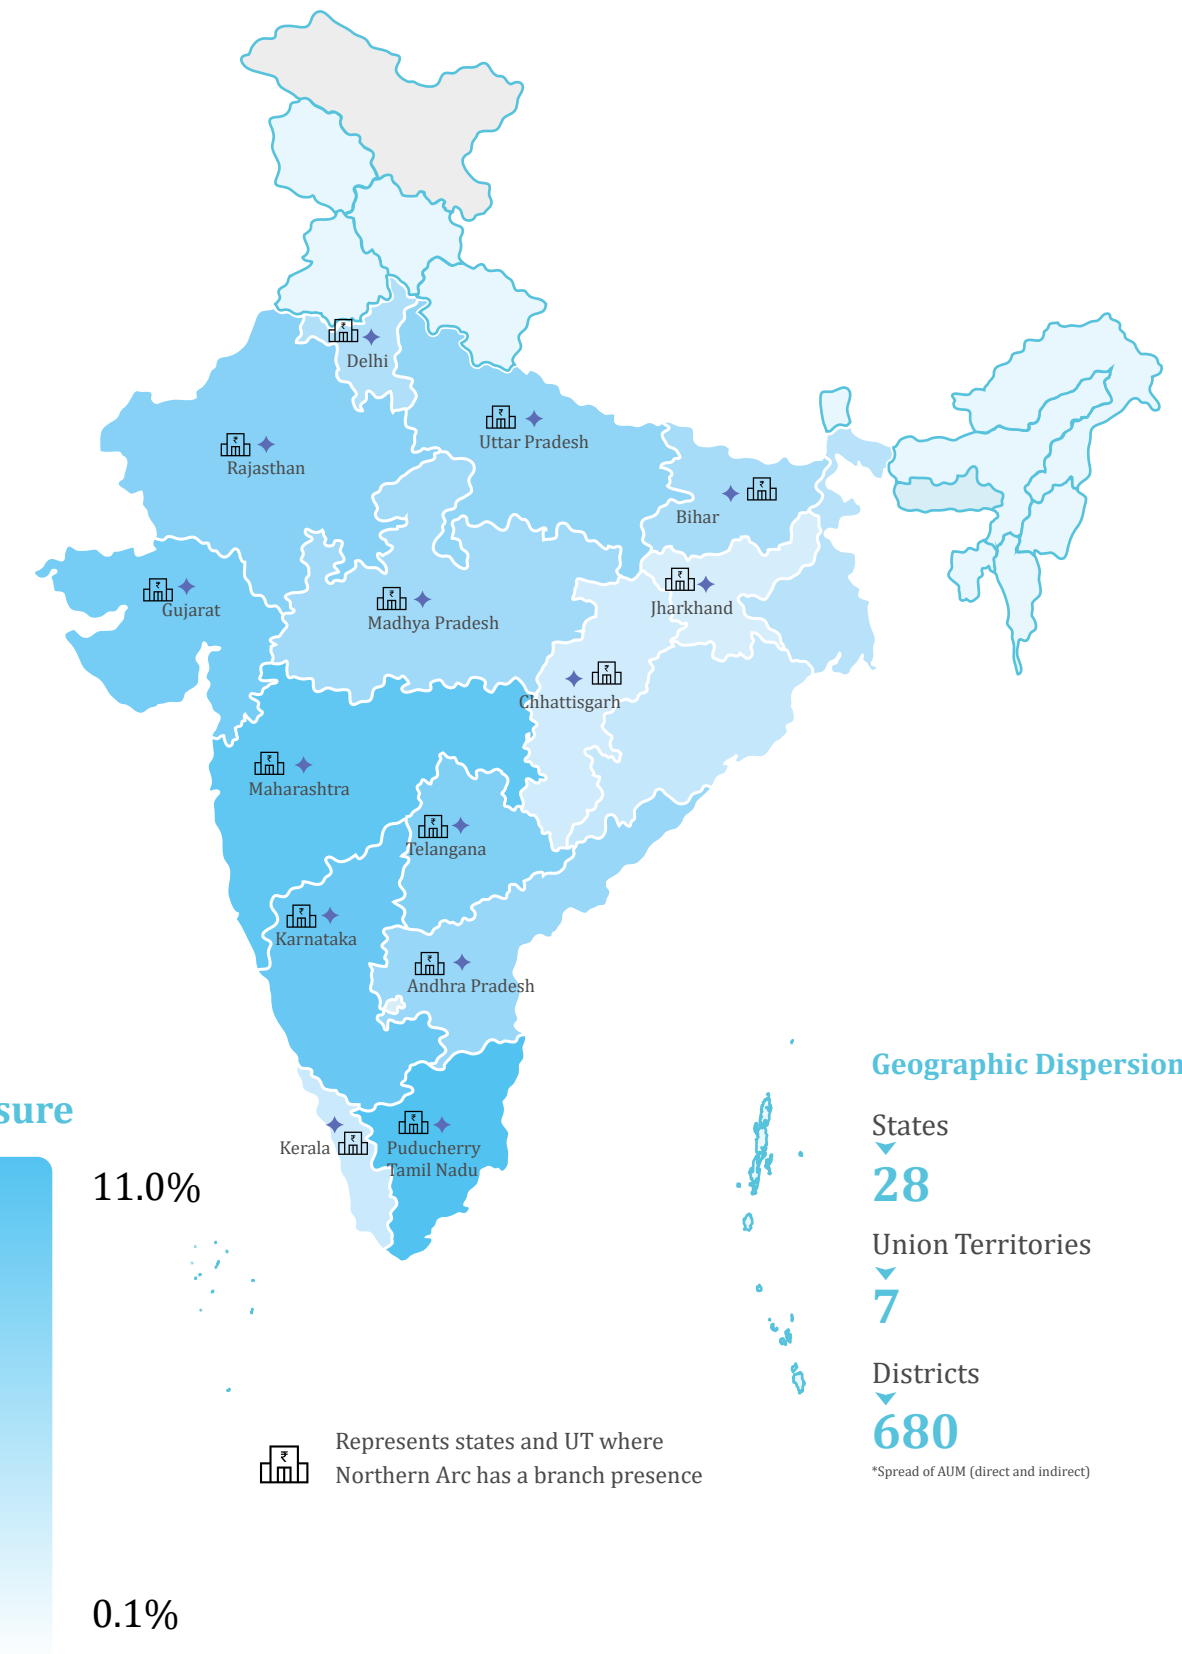 Delhi
Uttar Pradesh
Rajasthan
Bihar
Gujarat
Madhya Pradesh
Jharkhand
Chhattisgarh
Maharashtra
Telangana
Karnataka
Andhra Pradesh
Kerala
Puducherry
Tamil Nadu
sure
11.0%
0.1%
Geographic Dispersion
States
28
Union Territories
7
Districts
680
*Spread of AUM (direct and indirect)
₹
Represents states and UT where
Northern Arc has a branch presence